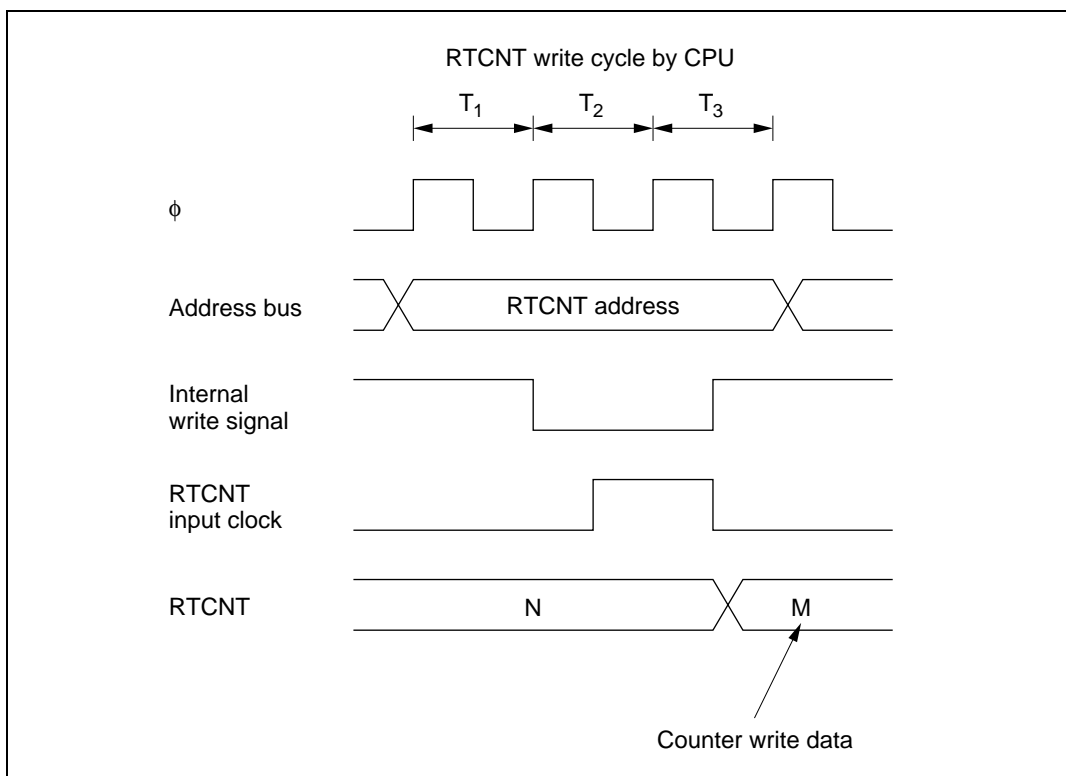 RTCNT write cycle by CPU
T1 T2 T3
ϕ
Address bus
RTCNT address
Internal
write signal
RTCNT
input clock
RTCNT
N
M
Counter write data